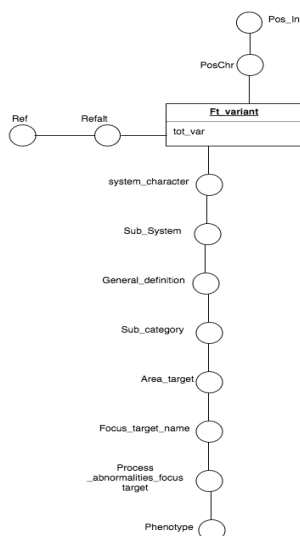 Pos_In
PosChr
Ft_variant
Ref
Refalt
tot_var
system_character
Sub_System
General_definition
Sub_category
Area_target
Focus_target_name
Process
_abnormalities_focus
target
Phenotype